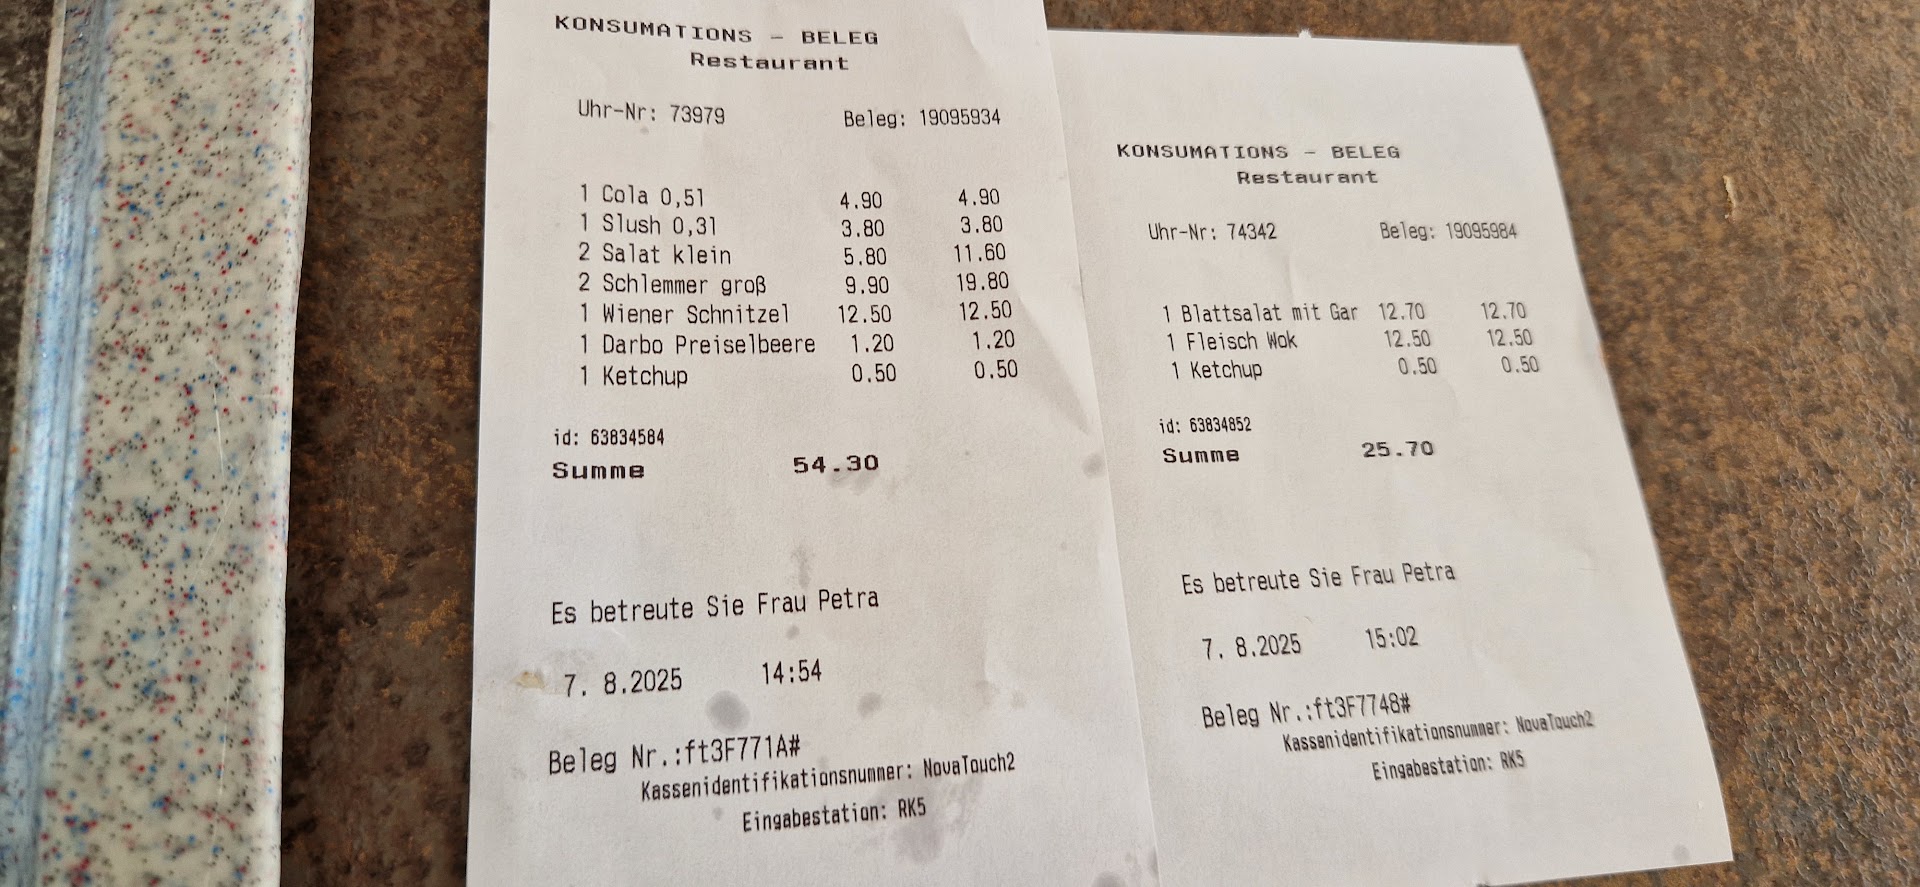 KONSUMATIONS - BELEG
Restaurant
Uhr-Nr: 73979 Beleg: 19095934
1 Cola 0,5l 4.90 4.90
1 Slush 0,3l 3.80 3.80
2 Salat klein 5.80 11.60
2 Schlemmer groß 9.90 19.80
1 Wiener Schnitzel 12.50 12.50
1 Darbo Preiselbeere 1.20 1.20
1 Ketchup 0.50 0.50
id: 63834584
Summe 54.30
Es betreute Sie Frau Petra
7. 8.2025 14:54
Beleg Nr.:ft3F771A#
Kassenidentifikationsnummer: NovaTouch2
Eingabestation: RK5
KONSUMATIONS - BELEG
Restaurant
Uhr-Nr: 74342 Beleg: 19095984
1 Blattsalat mit Gar 12.70 12.70
1 Fleisch Wok 12.50 12.50
1 Ketchup 0.50 0.50
id: 63834852
Summe 25.70
Es betreute Sie Frau Petra
7. 8.2025 15:02
Beleg Nr.:ft3F7748#
Kassenidentifikationsnummer: NovaTouch2
Eingabestation: RK5